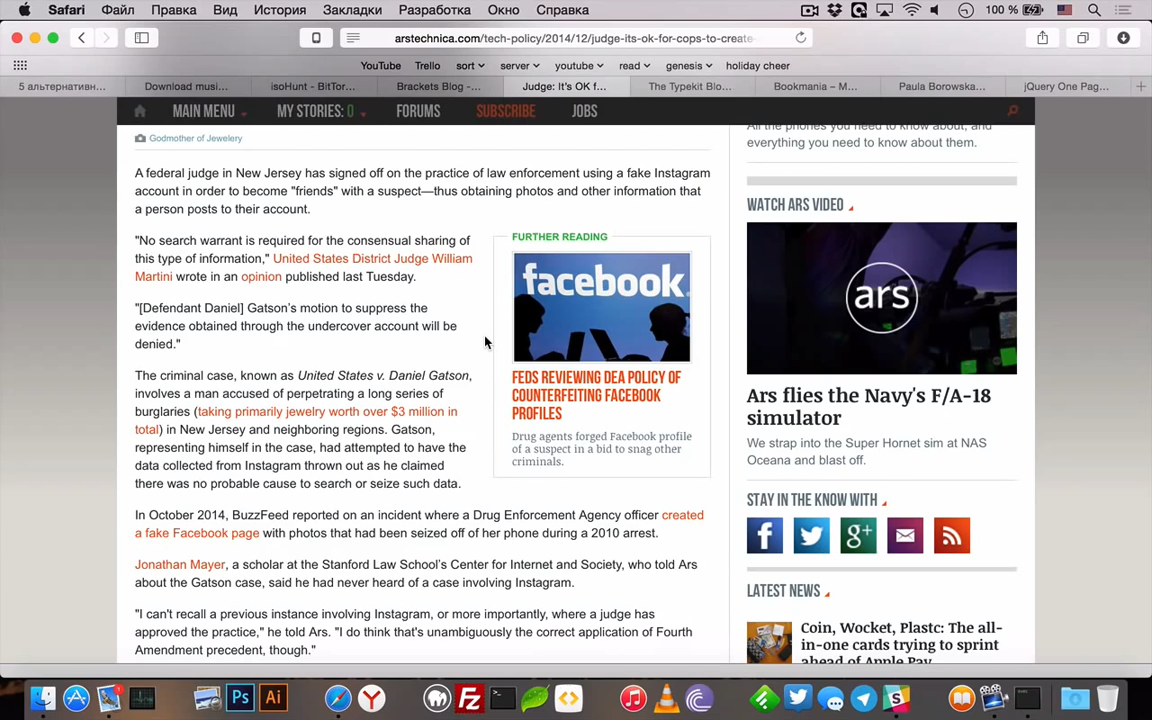 Safari Файл Правка Вид История Закладки Разработка Окно Справка 100 %
arstechnica.com/tech-policy/2014/12/judge-its-ok-for-cops-to-create-
YouTube Trello sort server youtube read genesis holiday cheer
5 альтернативн... Download musi... isoHunt - BitTor... Brackets Blog -... Judge: It's OK f... The Typekit Blo... Bookmania – M... Paula Borowska... jQuery One Pag...
MAIN MENU MY STORIES: 0 FORUMS SUBSCRIBE JOBS
Godmother of Jewelery
A federal judge in New Jersey has signed off on the practice of law enforcement using a fake Instagram
account in order to become "friends" with a suspect—thus obtaining photos and other information that
a person posts to their account.
"No search warrant is required for the consensual sharing of
this type of information," United States District Judge William
Martini wrote in an opinion published last Tuesday.
"[Defendant Daniel] Gatson's motion to suppress the
evidence obtained through the undercover account will be
denied."
The criminal case, known as United States v. Daniel Gatson,
involves a man accused of perpetrating a long series of
burglaries (taking primarily jewelry worth over $3 million in
total) in New Jersey and neighboring regions. Gatson,
representing himself in the case, had attempted to have the
data collected from Instagram thrown out as he claimed
there was no probable cause to search or seize such data.
FURTHER READING
facebook
FEDS REVIEWING DEA POLICY OF
COUNTERFEITING FACEBOOK
PROFILES
Drug agents forged Facebook profile
of a suspect in a bid to snag other
criminals.
In October 2014, BuzzFeed reported on an incident where a Drug Enforcement Agency officer created
a fake Facebook page with photos that had been seized off of her phone during a 2010 arrest.
Jonathan Mayer, a scholar at the Stanford Law School's Center for Internet and Society, who told Ars
about the Gatson case, said he had never heard of a case involving Instagram.
"I can't recall a previous instance involving Instagram, or more importantly, where a judge has
approved the practice," he told Ars. "I do think that's unambiguously the correct application of Fourth
Amendment precedent, though."
All the phones you need to know about, and
everything you need to know about them.
WATCH ARS VIDEO
ars
Ars flies the Navy's F/A-18
simulator
We strap into the Super Hornet sim at NAS
Oceana and blast off.
STAY IN THE KNOW WITH
f g+
LATEST NEWS
Coin, Wocket, Plastc: The all-
in-one cards trying to sprint
ahead of Apple Pay
1 Ps Ai Y Fz S